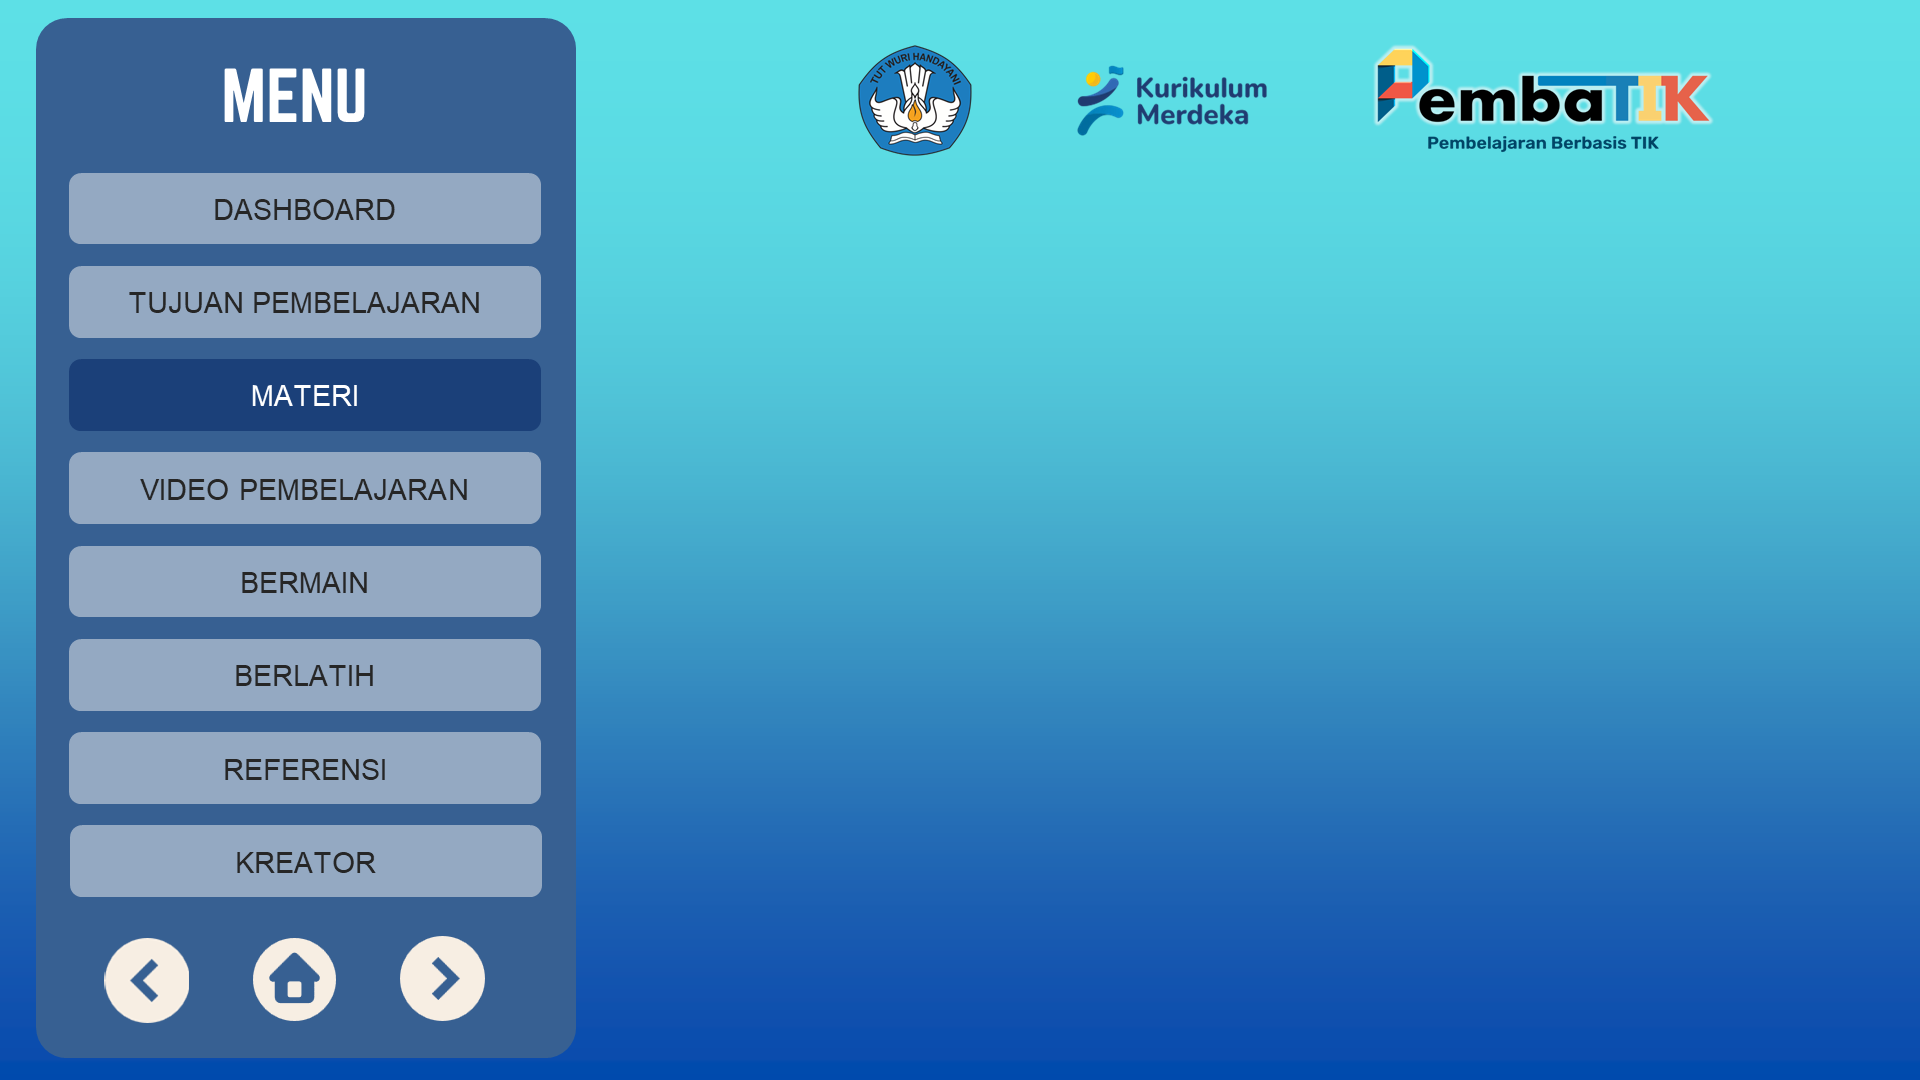 MENU
DASHBOARD
TUJUAN PEMBELAJARAN
MATERI
VIDEO PEMBELAJARAN
BERMAIN
BERLATIH
REFERENSI
KREATOR
TUT WURI HANDAYANI
Kurikulum
Merdeka
PembaTIK
Pembelajaran Berbasis TIK